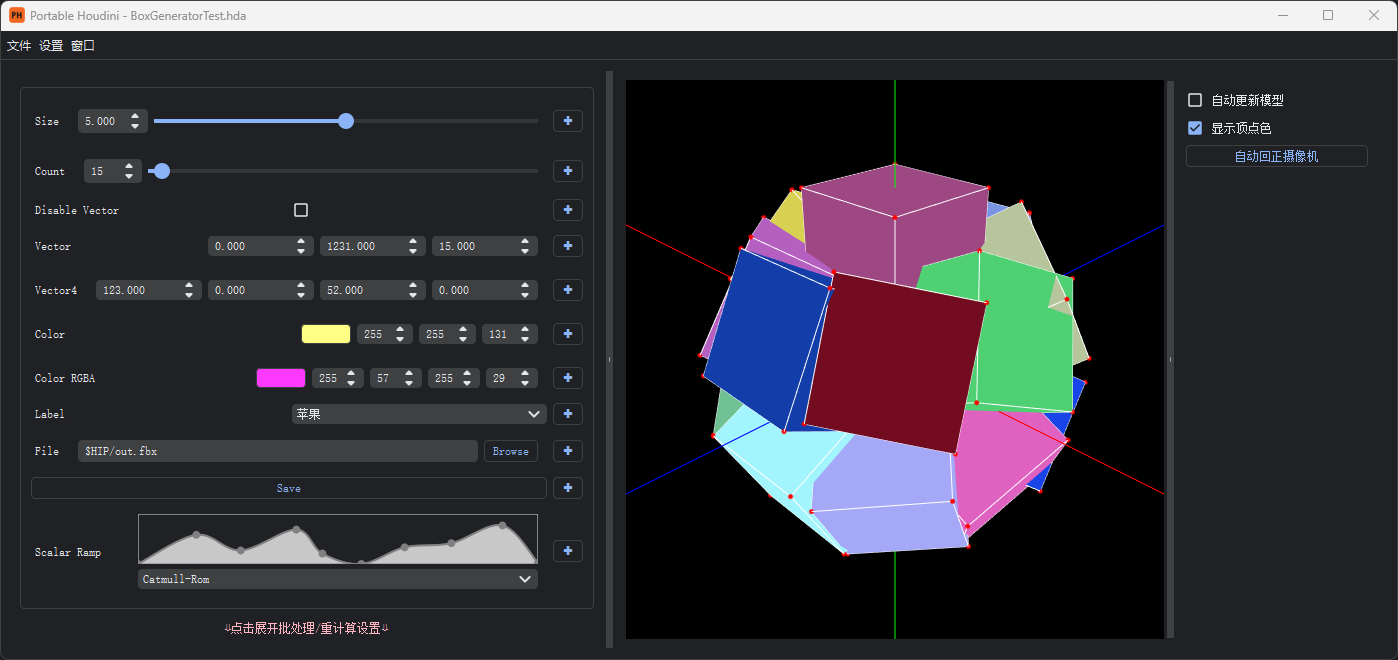 PH Portable Houdini - BoxGeneratorTest.hda
文件 设置 窗口
Size 5.000
Count 15
Disable Vector
Vector 0.000 1231.000 15.000
Vector4 123.000 0.000 52.000 0.000
Color 255 255 131
Color RGBA 255 57 255 29
Label 苹果
File $HIP/out.fbx Browse
Save
Scalar Ramp
Catmull-Rom
⇓点击展开批处理/重计算设置⇓
自动更新模型
显示顶点色
自动回正摄像机